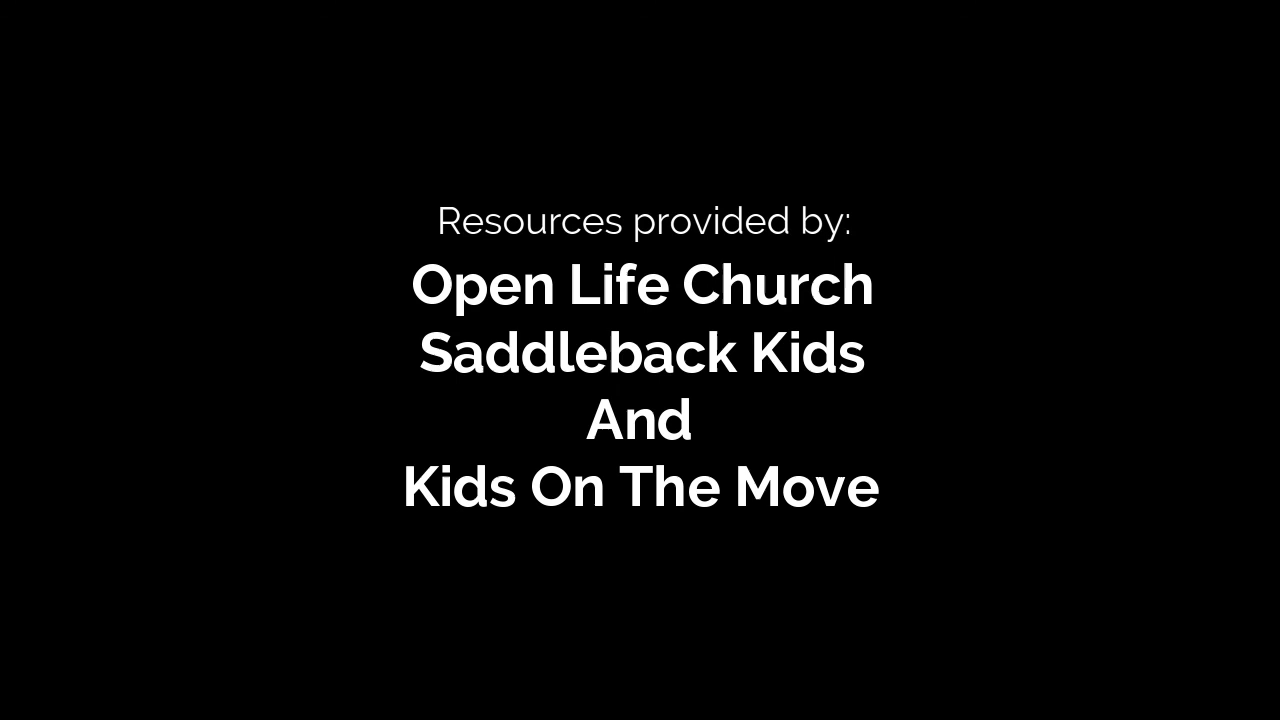 Resources provided by:
Open Life Church
Saddleback Kids
And
Kids On The Move